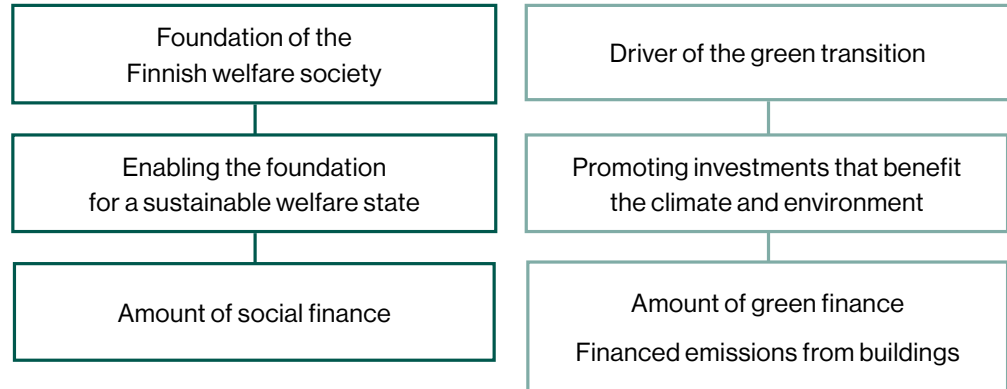 Foundation of the
Finnish welfare society
Enabling the foundation
for a sustainable welfare state
Amount of social finance
Driver of the green transition
Promoting investments that benefit
the climate and environment
Amount of green finance
Financed emissions from buildings